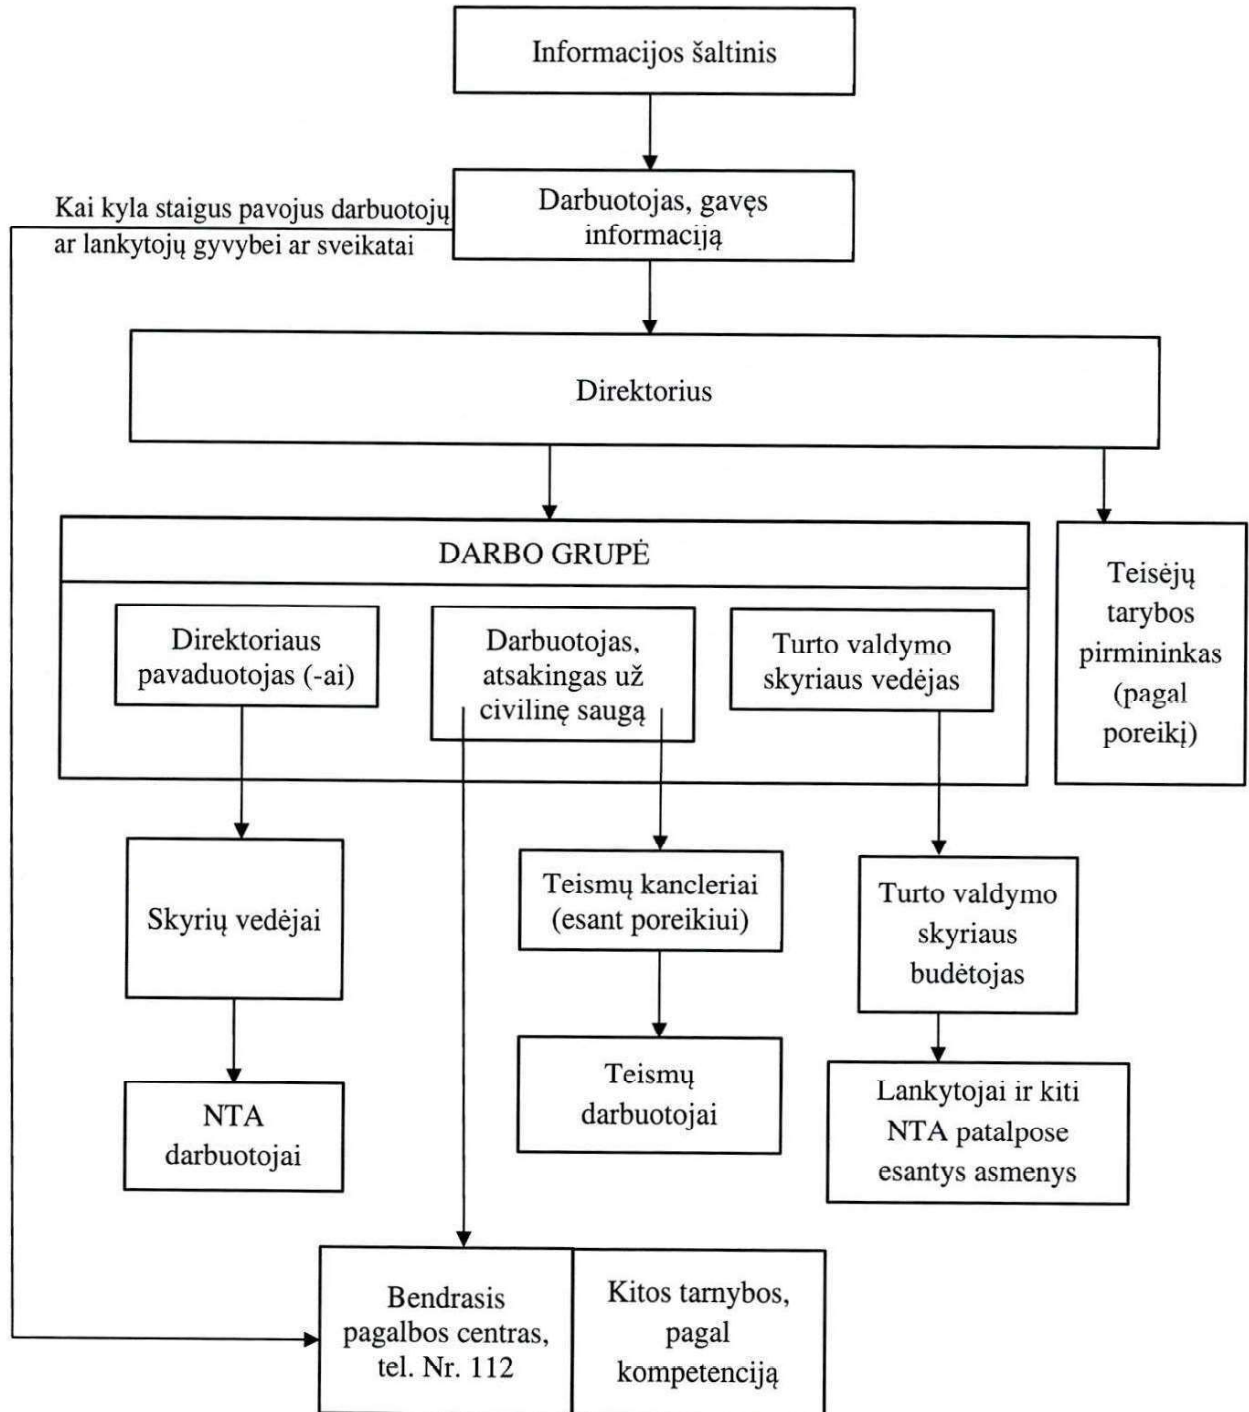 Informacijos šaltinis
Kai kyla staigus pavojus darbuotojų
ar lankytojų gyvybei ar sveikatai
Darbuotojas, gavęs
informaciją
Direktorius
DARBO GRUPĖ
Direktoriaus
pavaduotojas (-ai)
Darbuotojas,
atsakingas už
civilinę saugą
Turto valdymo
skyriaus vedėjas
Teisėjų
tarybos
pirmininkas
(pagal
poreikį)
Skyrių vedėjai
Teismų kancleriai
(esant poreikiui)
Turto valdymo
skyriaus
budėtojas
NTA
darbuotojai
Teismų
darbuotojai
Lankytojai ir kiti
NTA patalpose
esantys asmenys
Bendrasis
pagalbos centras,
tel. Nr. 112
Kitos tarnybos,
pagal
kompetenciją